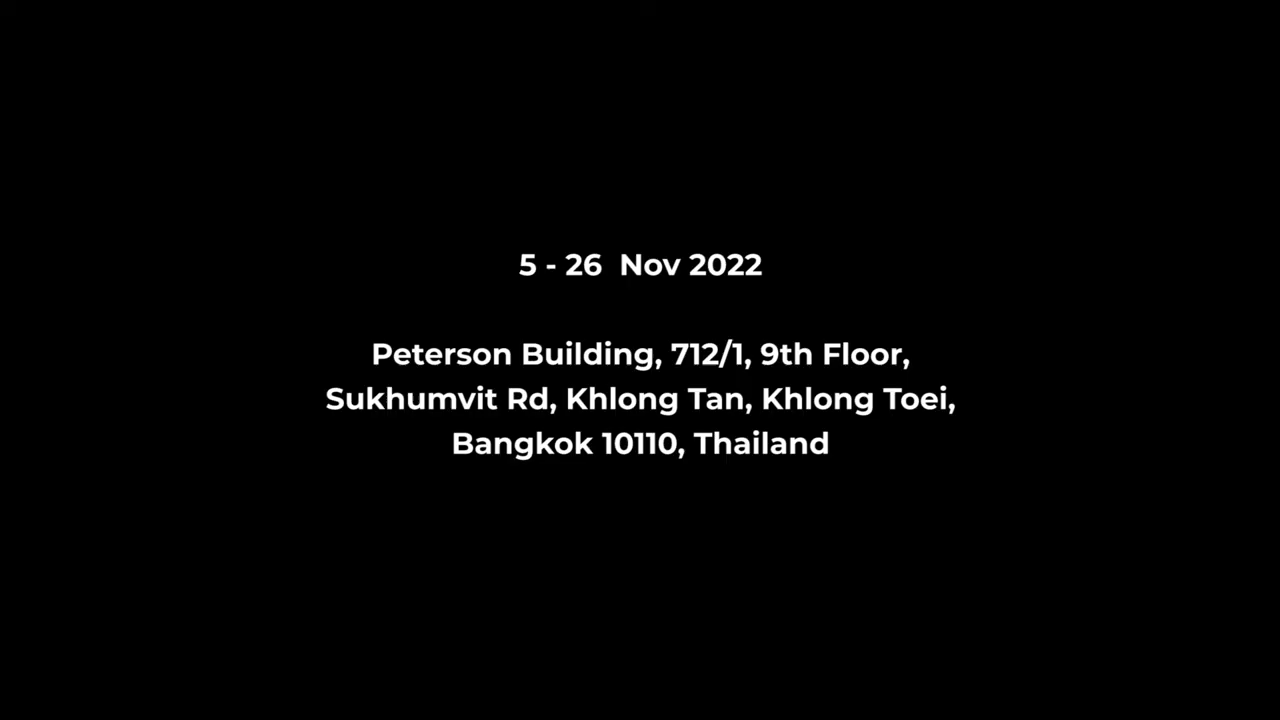 5 - 26  Nov 2022
Peterson Building, 712/1, 9th Floor,
Sukhumvit Rd, Khlong Tan, Khlong Toei,
Bangkok 10110, Thailand